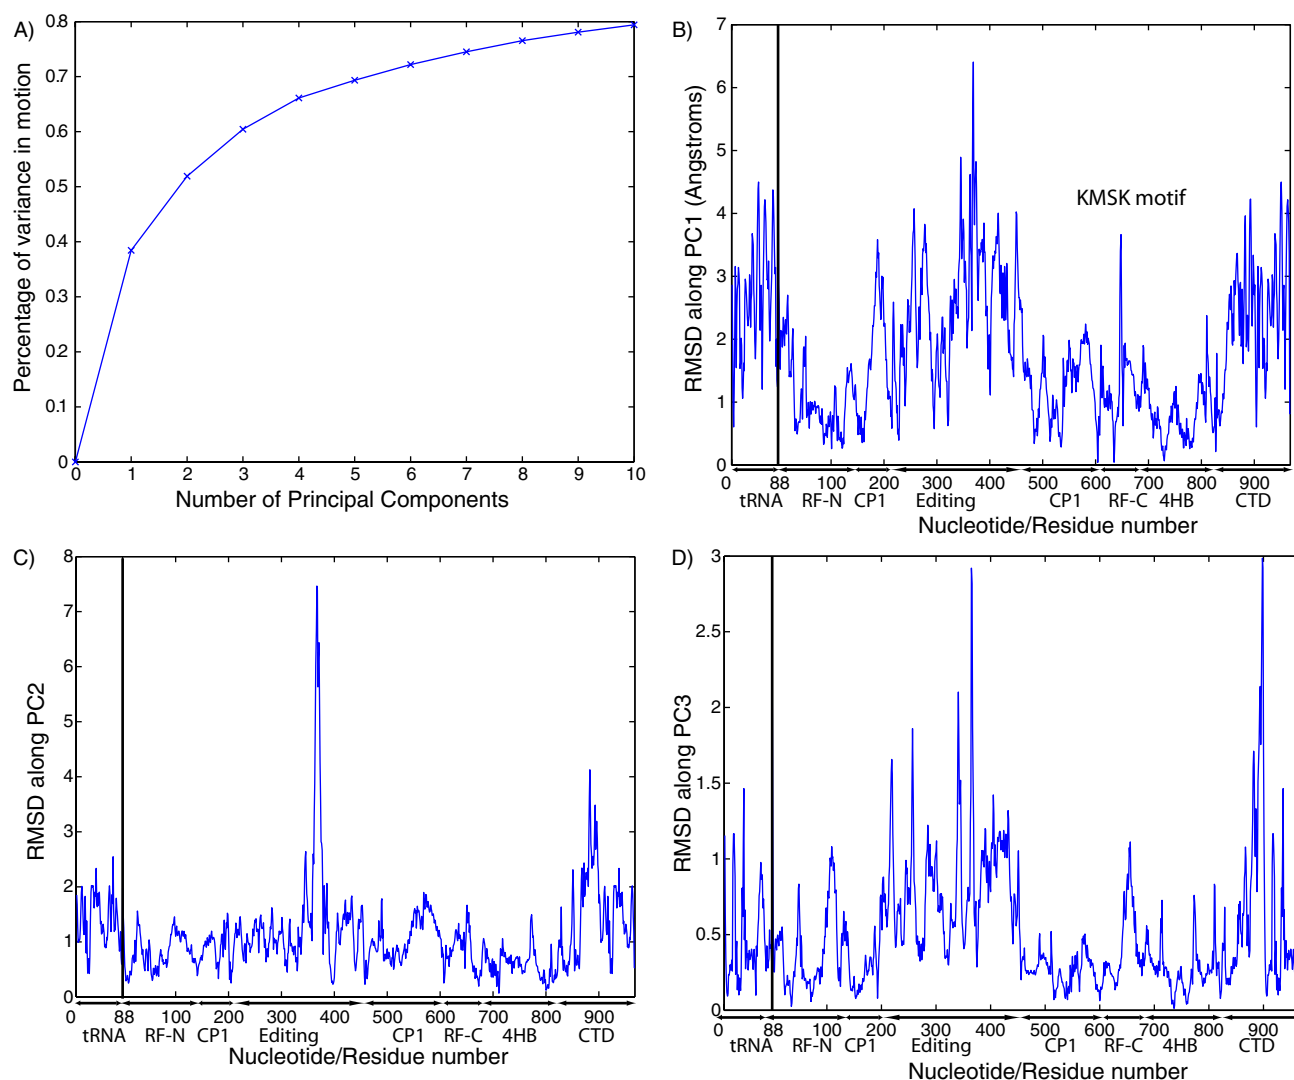 A)
Percentage of variance in motion
0.8
0.7
0.6
0.5
0.4
0.3
0.2
0.1
0
0 1 2 3 4 5 6 7 8 9 10
Number of Principal Components
B)
RMSD along PC1 (Angstroms)
7
6
5
4
3
2
1
0
KMSK motif
0 88 100 200 300 400 500 600 700 800 900
tRNA RF-N CP1 Editing CP1 RF-C 4HB CTD
Nucleotide/Residue number
C)
RMSD along PC2
8
7
6
5
4
3
2
1
0
0 88 100 200 300 400 500 600 700 800 900
tRNA RF-N CP1 Editing CP1 RF-C 4HB CTD
Nucleotide/Residue number
D)
RMSD along PC3
3
2.5
2
1.5
1
0.5
0
0 88 100 200 300 400 500 600 700 800 900
tRNA RF-N CP1 Editing CP1 RF-C 4HB CTD
Nucleotide/Residue number